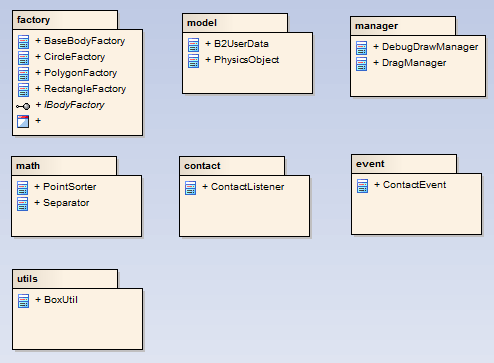 factory
+ BaseBodyFactory
+ CircleFactory
+ PolygonFactory
+ RectangleFactory
+ IBodyFactory
+
model
+ B2UserData
+ PhysicsObject
manager
+ DebugDrawManager
+ DragManager
math
+ PointSorter
+ Separator
contact
+ ContactListener
event
+ ContactEvent
utils
+ BoxUtil